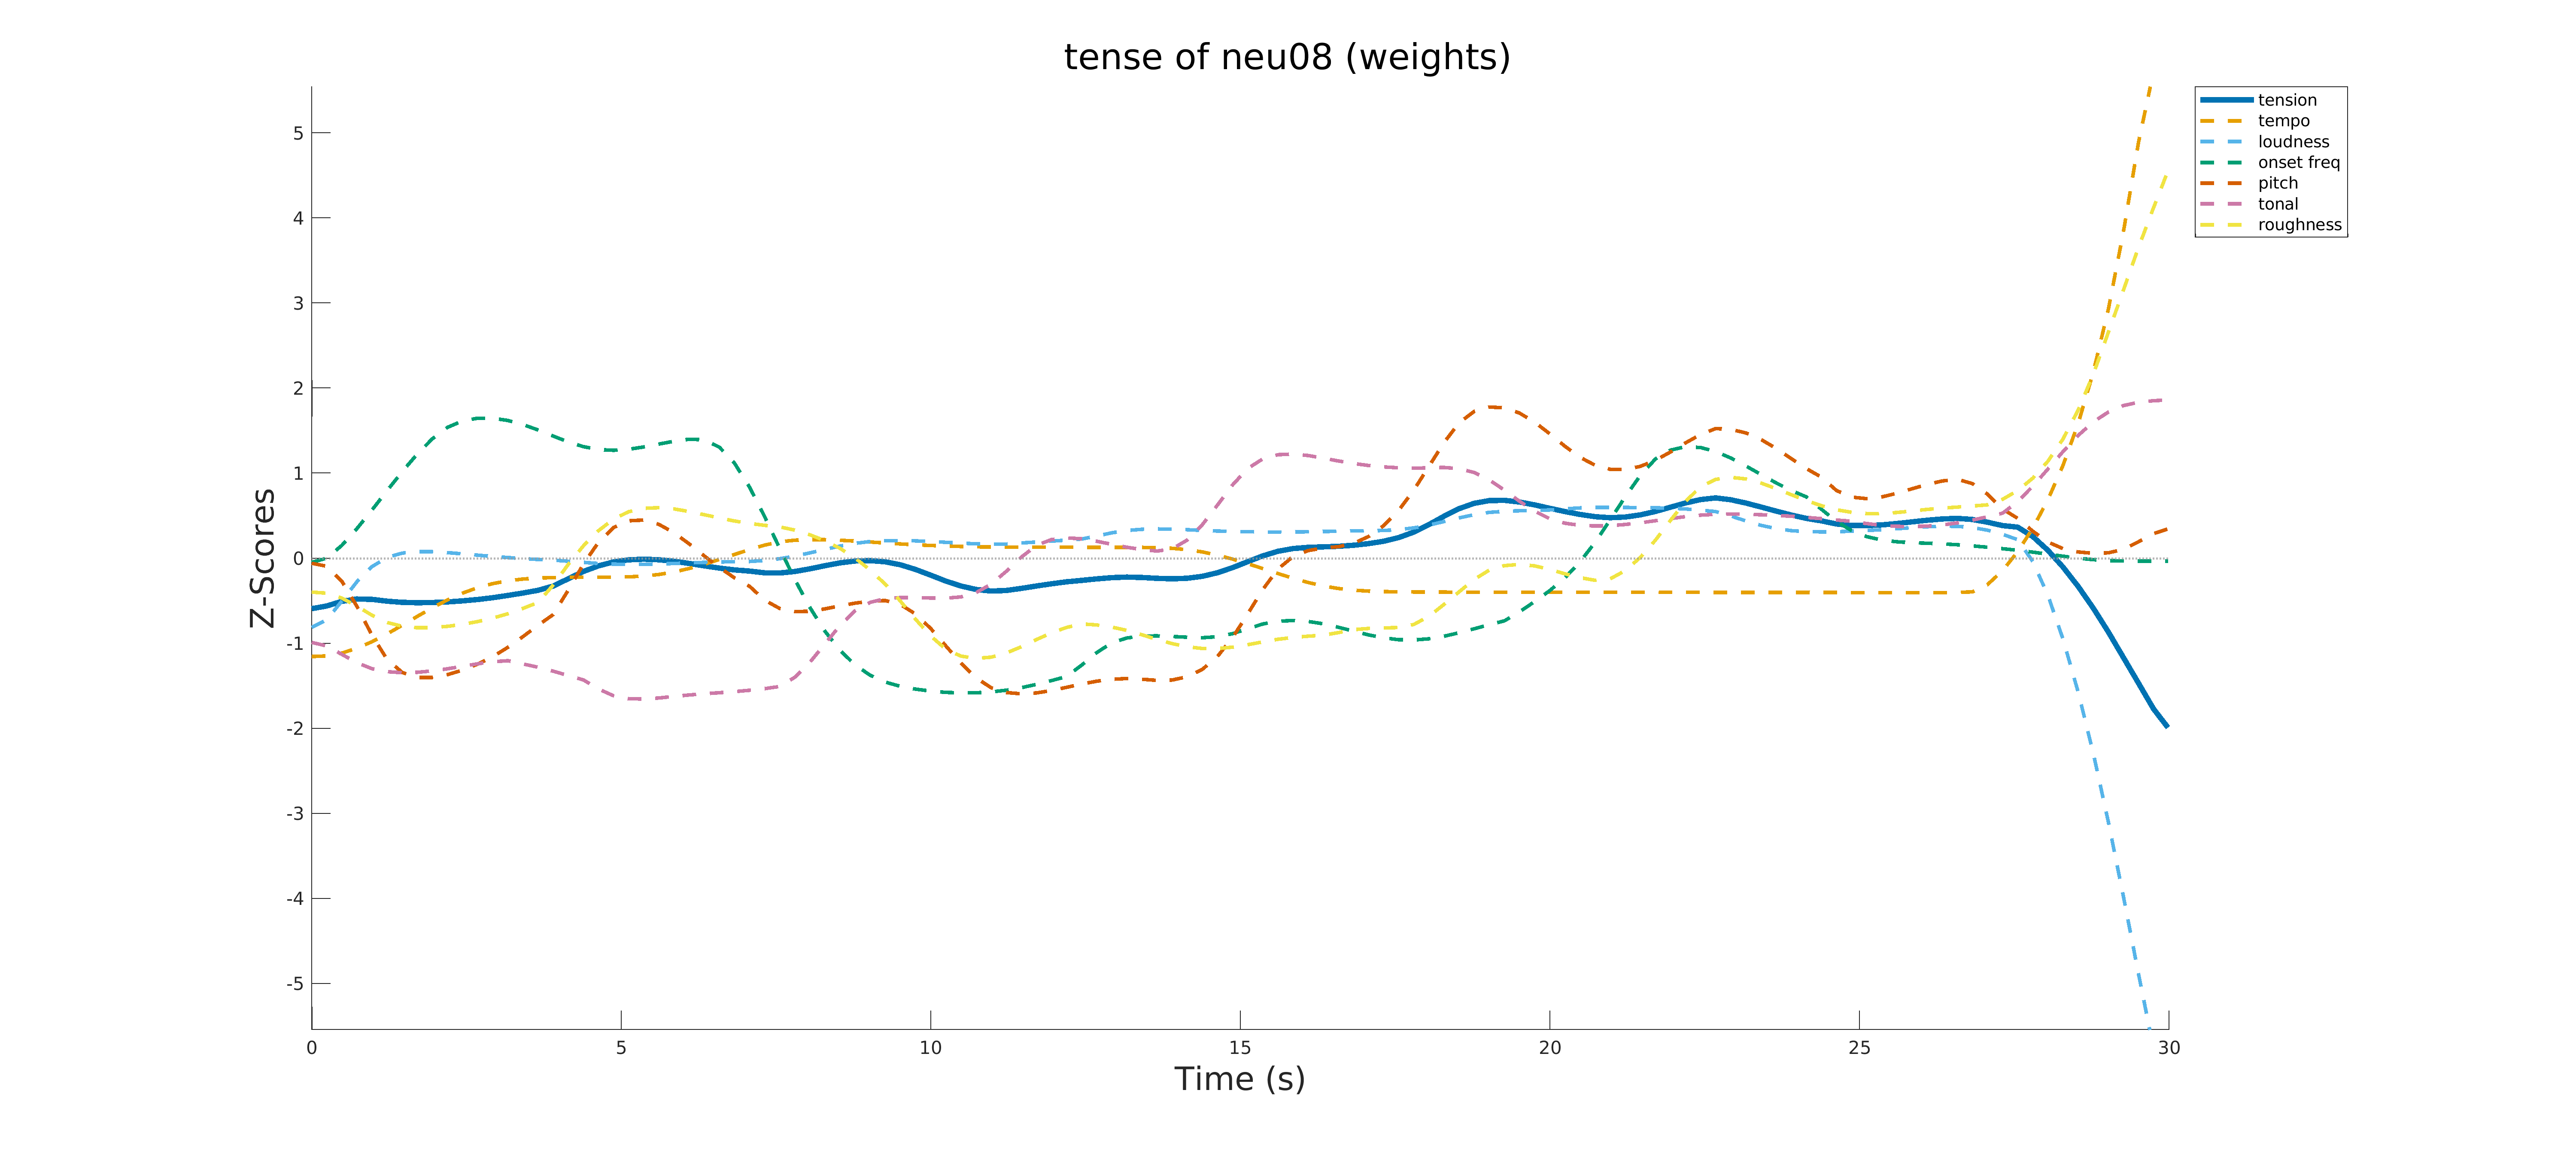 tense of neu08 (weights)
tension
tempo
loudness
onset freq
pitch
tonal
roughness
Z-Scores
5
4
3
2
1
0
-1
-2
-3
-4
-5
0 5 10 15 20 25 30
Time (s)